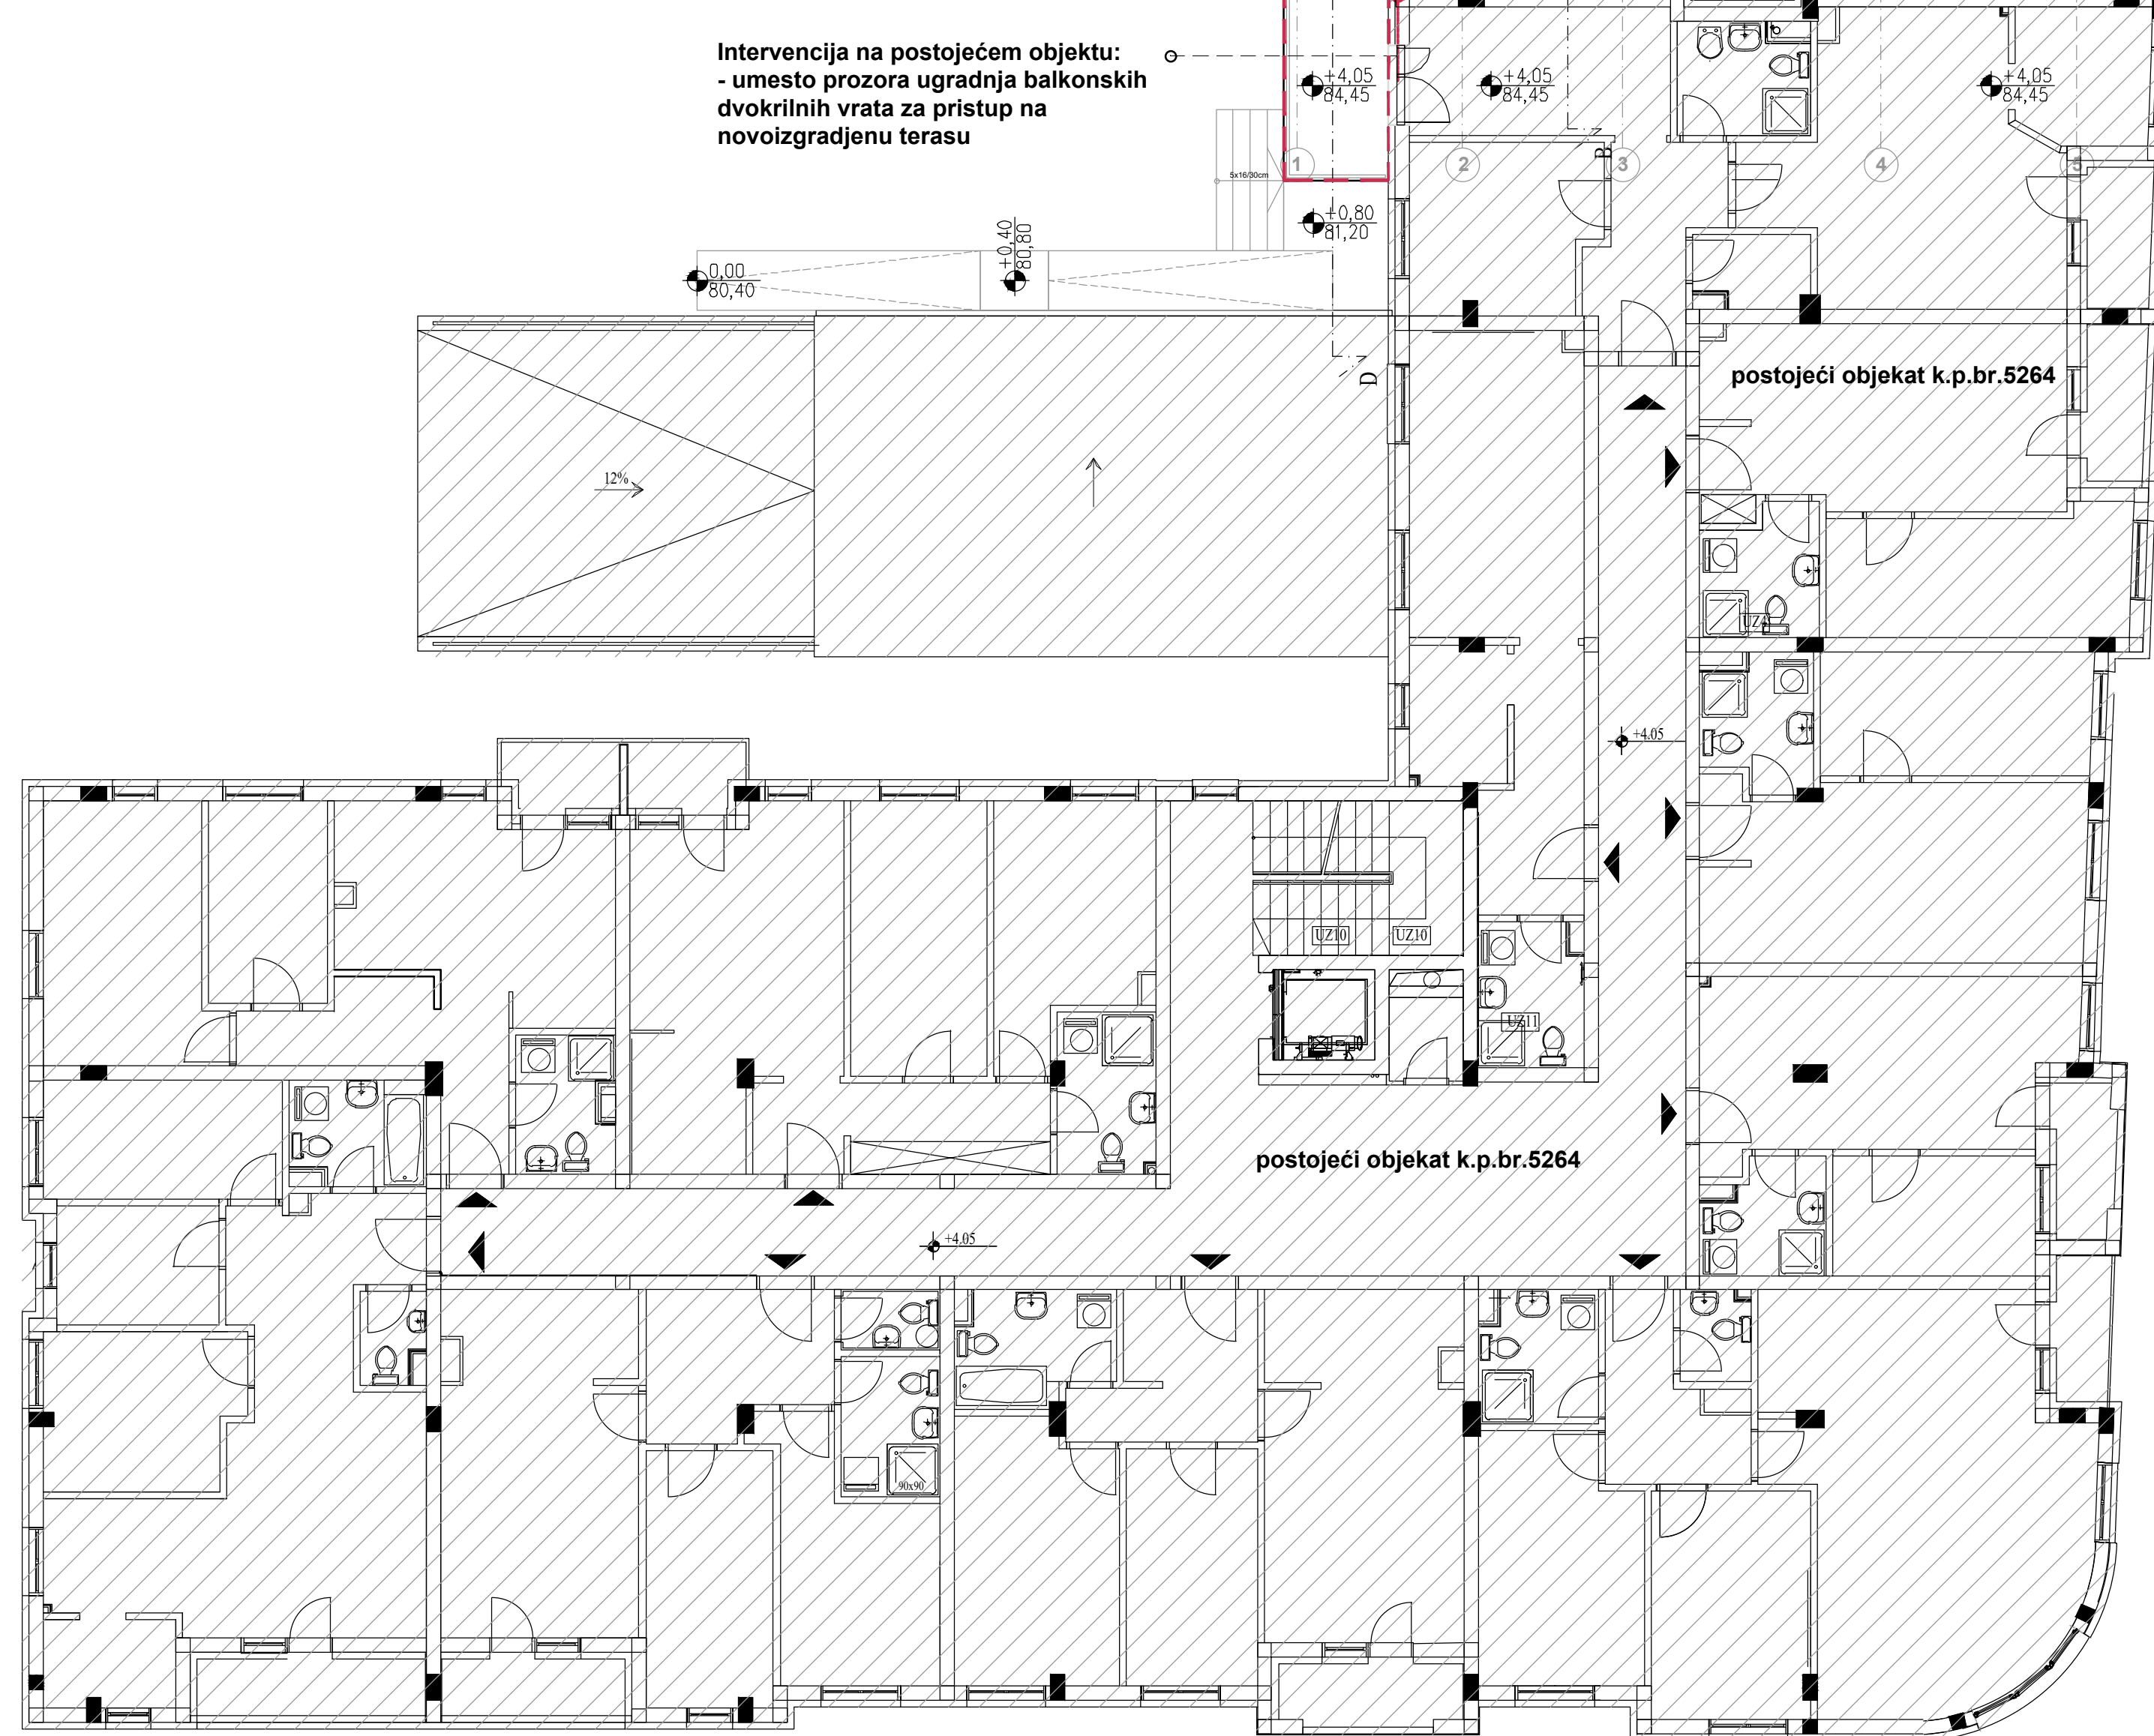 Intervencija na postojećem objektu:
- umesto prozora ugradnja balkonskih
dvokrilnih vrata za pristup na
novoizgradjenu terasu
+4,05
84,45
+4,05
84,45
+4,05
84,45
1
2
B
3
4
5
5x16/30cm
+0,80
81,20
+0,40
80,80
0,00
80,40
D
postojeći objekat k.p.br.5264
12%
UZ4
+4.05
UZ10
UZ10
UZ11
postojeći objekat k.p.br.5264
+4.05
90x90